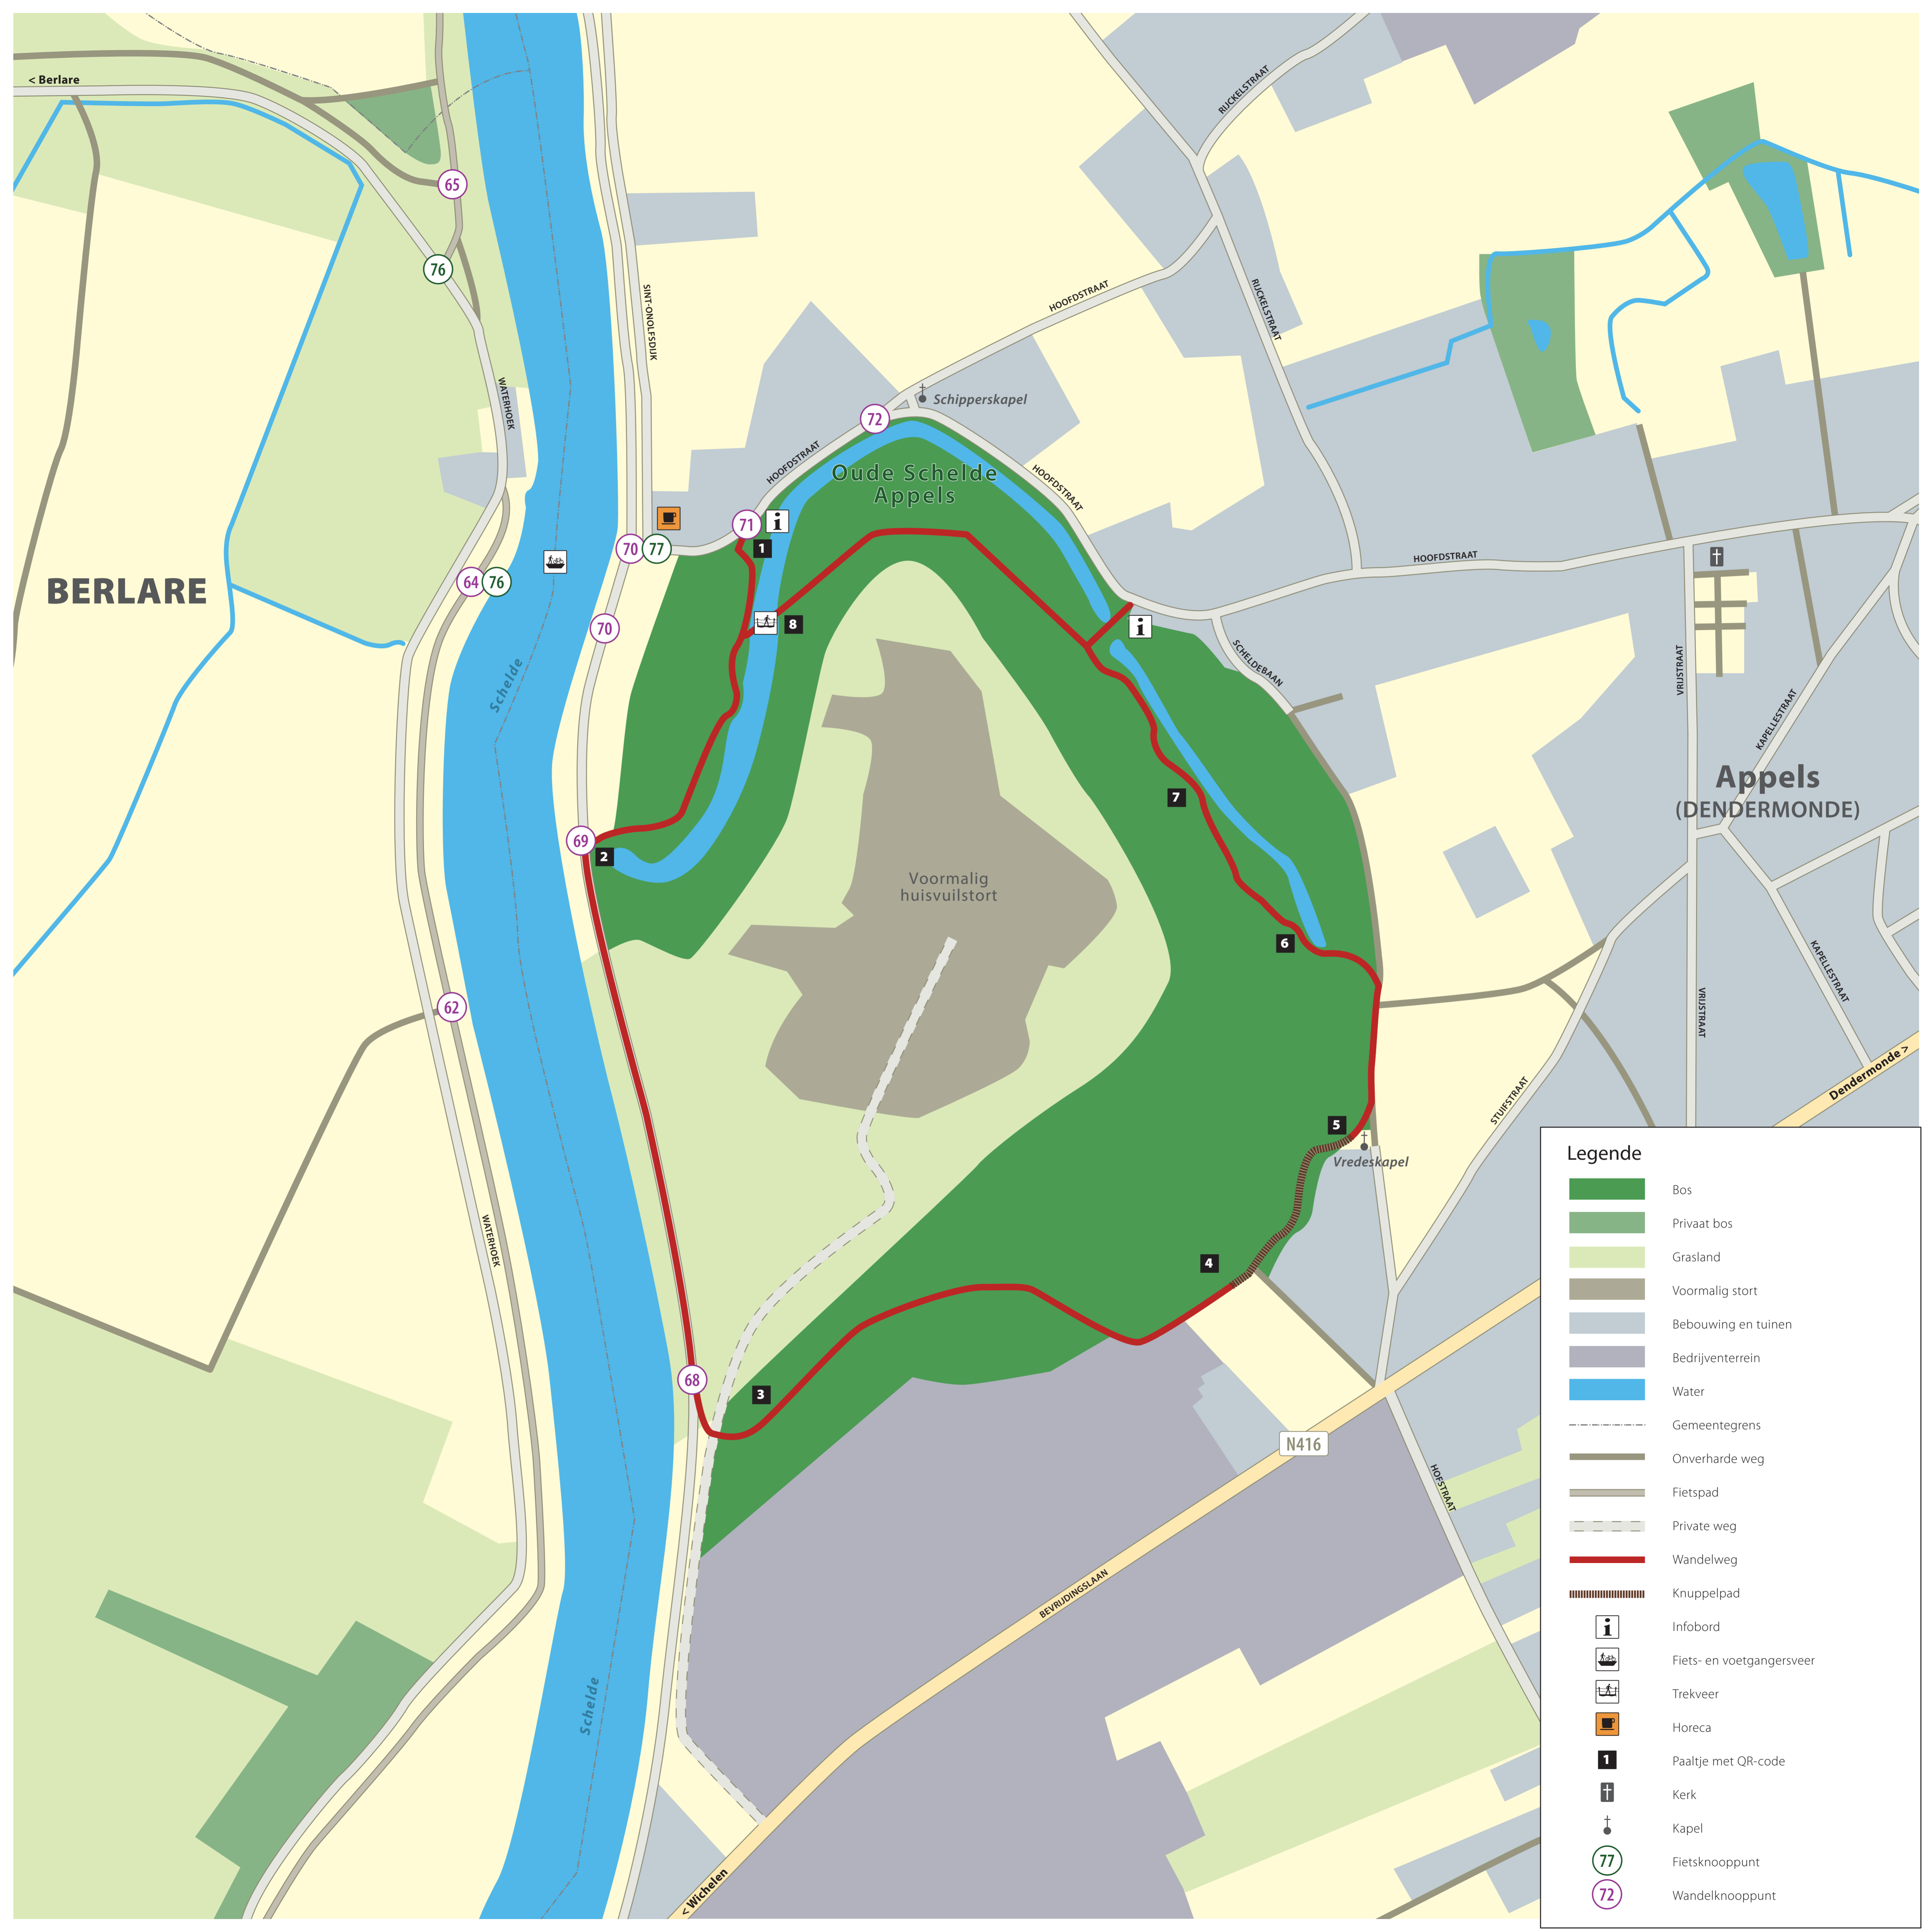 < Berlare
RIJCKELSTRAAT
65
76
SINT-ONOLFSDIJK
HOOFDSTRAAT
RIJCKELSTRAAT
WATERHOEK
Schipperskapel
72
HOOFDSTRAAT
Oude Schelde
Appels
HOOFDSTRAAT
71
1
70
77
HOOFDSTRAAT
BERLARE
64
76
70
8
Schelde
SCHELDEBAAN
VRIJSTRAAT
KAPELLESTRAAT
Appels
(DENDERMONDE)
7
69
2
Voormalig
huisvuilstort
6
KAPELLESTRAAT
62
VRIJSTRAAT
Dendermonde >
STUIFSTRAAT
5
Vredeskapel
WATERHOEK
4
68
3
N416
HOFSTRAAT
BEVRIJDINGSLAAN
Schelde
< Wichelen
Legende
Bos
Privaat bos
Grasland
Voormalig stort
Bebouwing en tuinen
Bedrijventerrein
Water
Gemeentegrens
Onverharde weg
Fietspad
Private weg
Wandelweg
Knuppelpad
Infobord
Fiets- en voetgangersveer
Trekveer
Horeca
1 Paaltje met QR-code
Kerk
Kapel
77 Fietsknooppunt
72 Wandelknooppunt